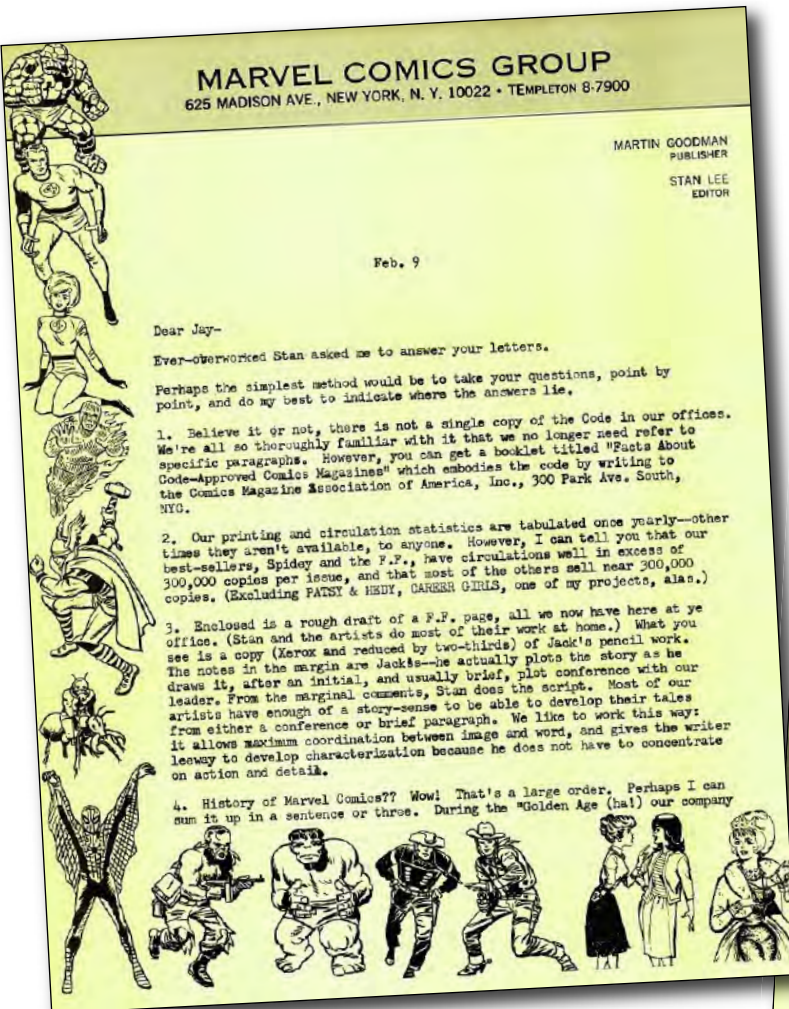 MARVEL COMICS GROUP
625 MADISON AVE., NEW YORK, N. Y. 10022 • TEMPLETON 8-7900
MARTIN GOODMAN
PUBLISHER
STAN LEE
EDITOR
Feb. 9
Dear Jay-
Ever-overworked Stan asked me to answer your letters.
Perhaps the simplest method would be to take your questions, point by
point, and do my best to indicate where the answers lie.
1. Believe it or not, there is not a single copy of the Code in our offices.
We're all so thoroughly familiar with it that we no longer need refer to
specific paragraphs. However, you can get a booklet titled "Facts About
Code-Approved Comics Magazines" which embodies the code by writing to
the Comics Magazine Association of America, Inc., 300 Park Ave. South,
NYC.
2. Our printing and circulation statistics are tabulated once yearly--other
times they aren't available, to anyone. However, I can tell you that our
best-sellers, Spidey and the F.F., have circulations well in excess of
300,000 copies per issue, and that most of the others sell near 300,000
copies. (Excluding PATSY & HEDY, CAREER GIRLS, one of my projects, alas.)
3. Enclosed is a rough draft of a F.F. page, all we now have here at ye
office. (Stan and the artists do most of their work at home.) What you
see is a copy (Xerox and reduced by two-thirds) of Jack's pencil work.
The notes in the margin are Jack's--he actually plots the story as he
draws it, after an initial, and usually brief, plot conference with our
leader. From the marginal comments, Stan does the script. Most of our
artists have enough of a story-sense to be able to develop their tales
from either a conference or brief paragraph. We like to work this way:
it allows maximum coordination between image and word, and gives the writer
leeway to develop characterization because he does not have to concentrate
on action and detail.
4. History of Marvel Comics?? Wow! That's a large order. Perhaps I can
sum it up in a sentence or three. During the "Golden Age (ha!) our company